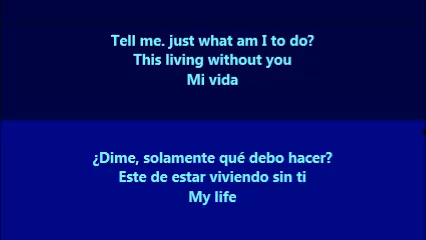 Tell me. just what am I to do?
This living without you
Mi vida
¿Dime, solamente qué debo hacer?
Este de estar viviendo sin ti
My life